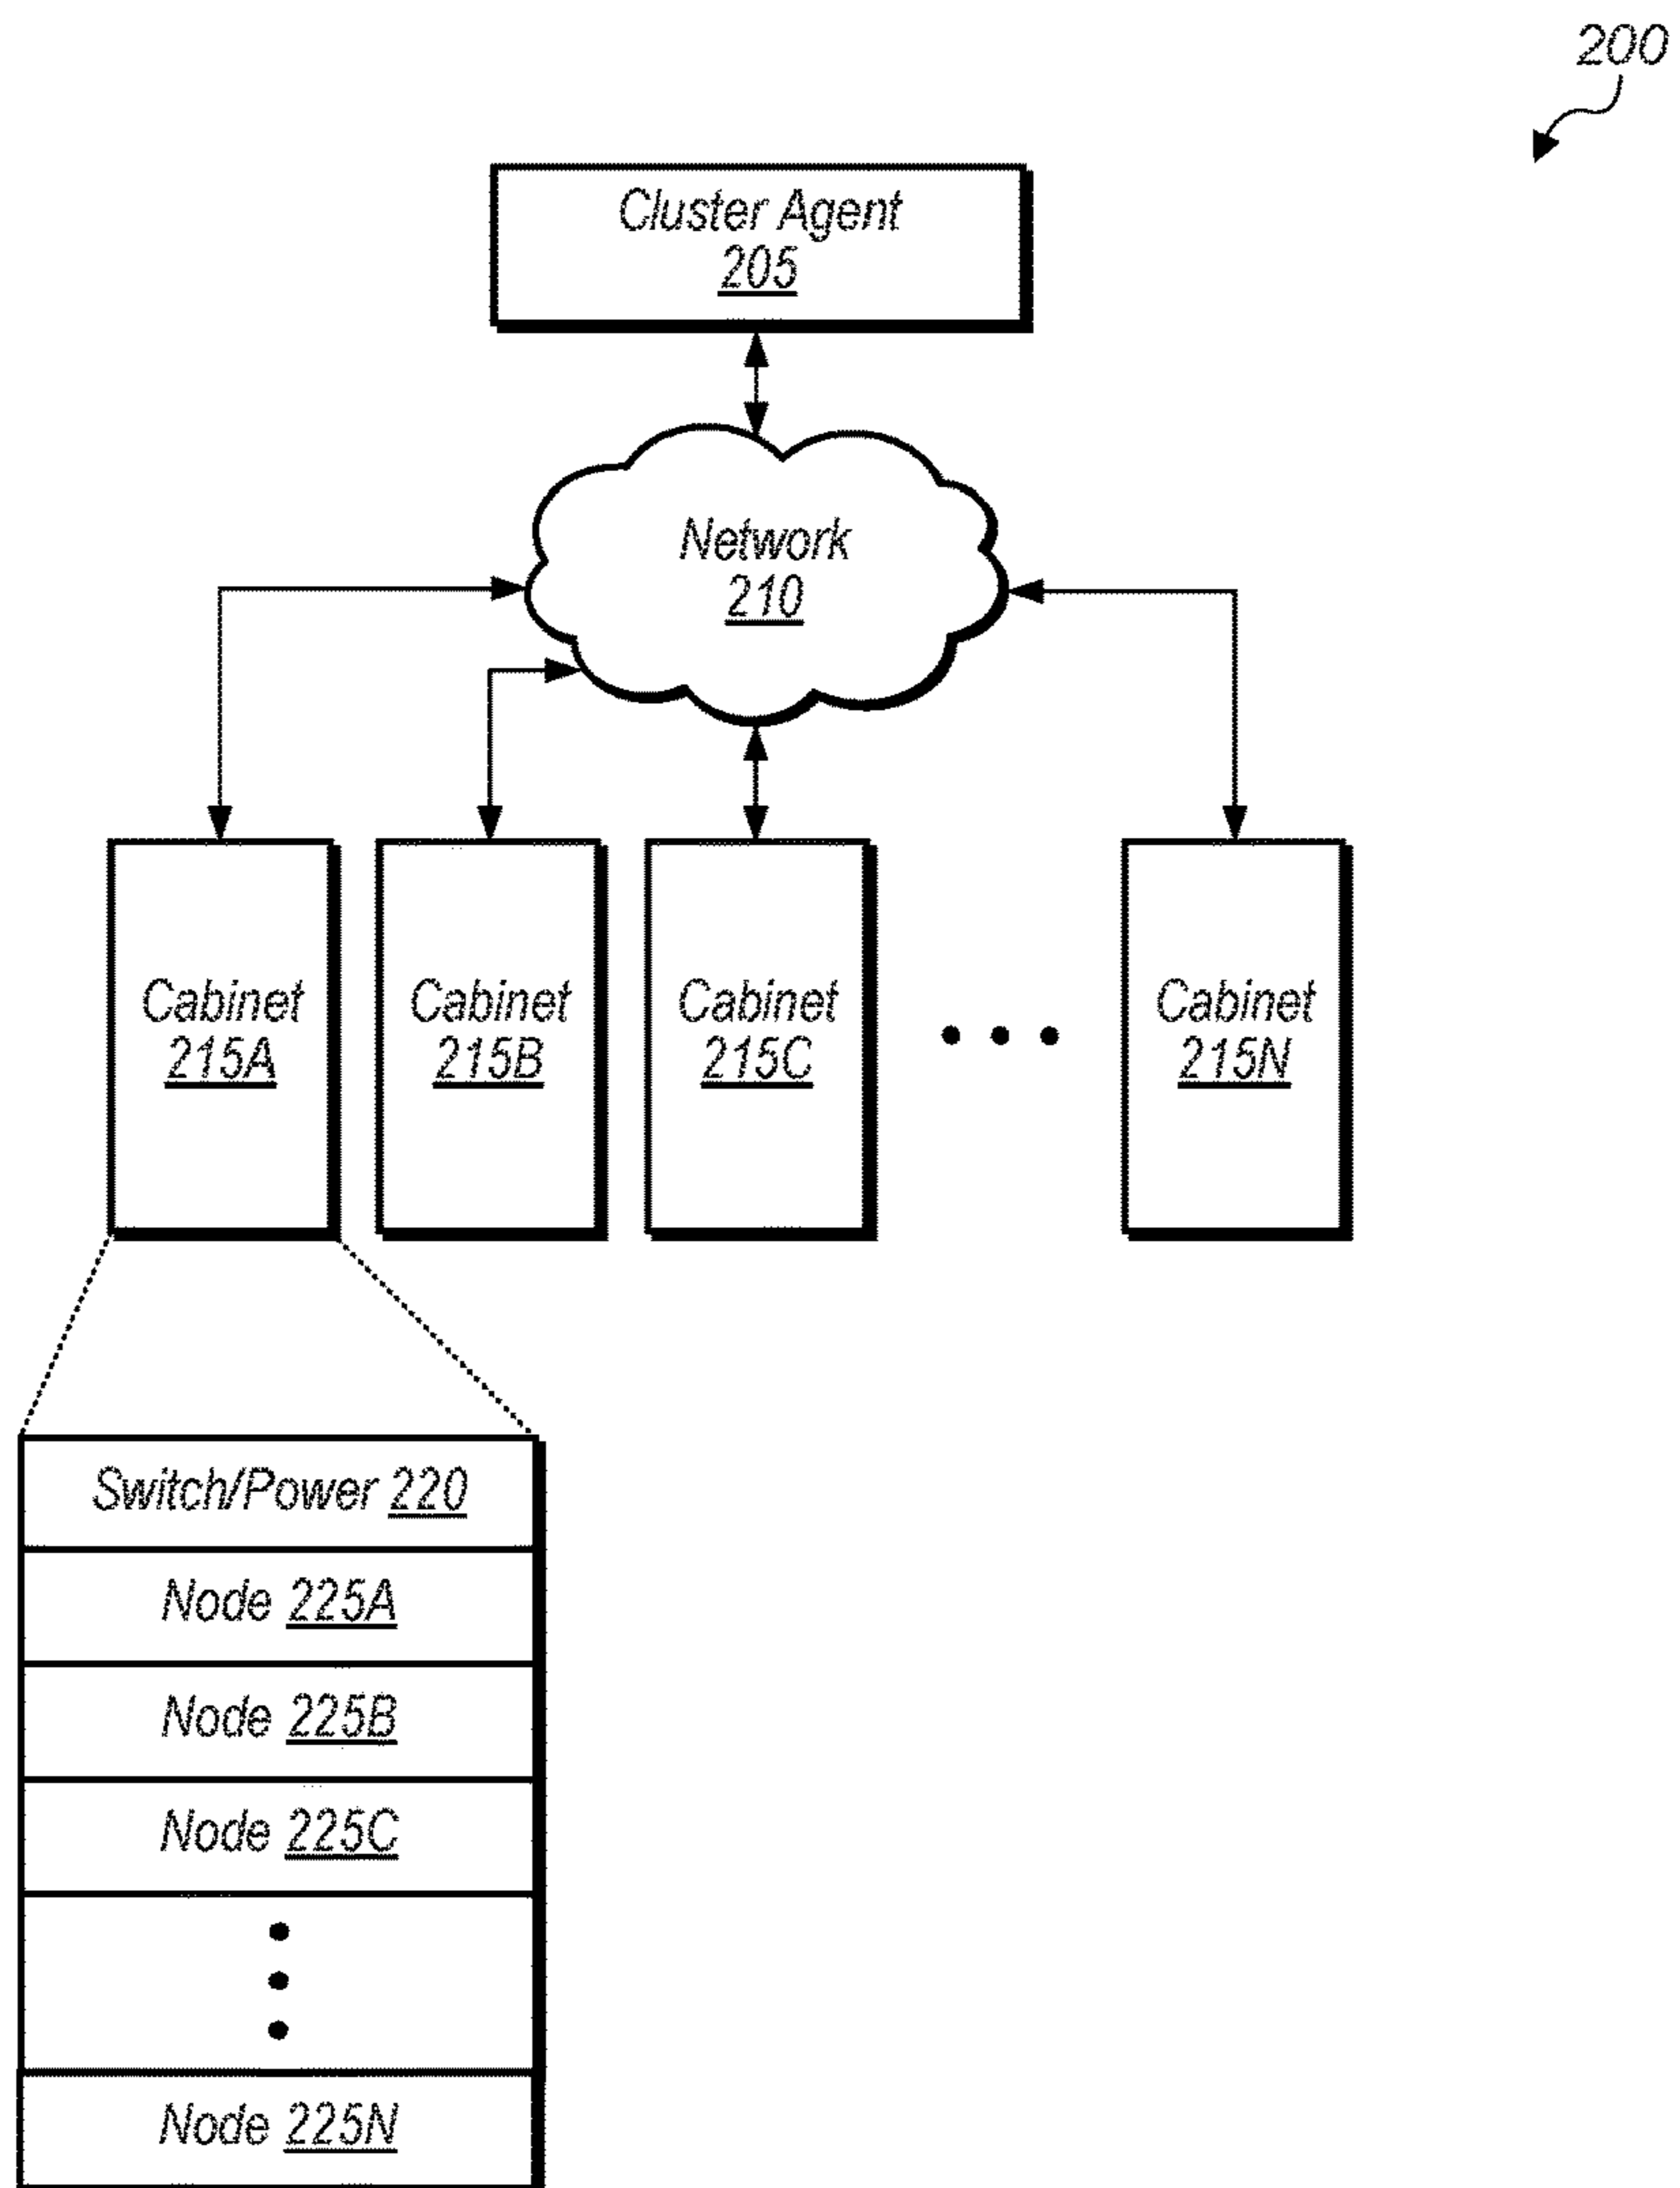 200
Cluster Agent
205
Network
210
Cabinet
215A
Cabinet
215B
Cabinet
215C
Cabinet
215N
Switch/Power 220
Node 225A
Node 225B
Node 225C
Node 225N